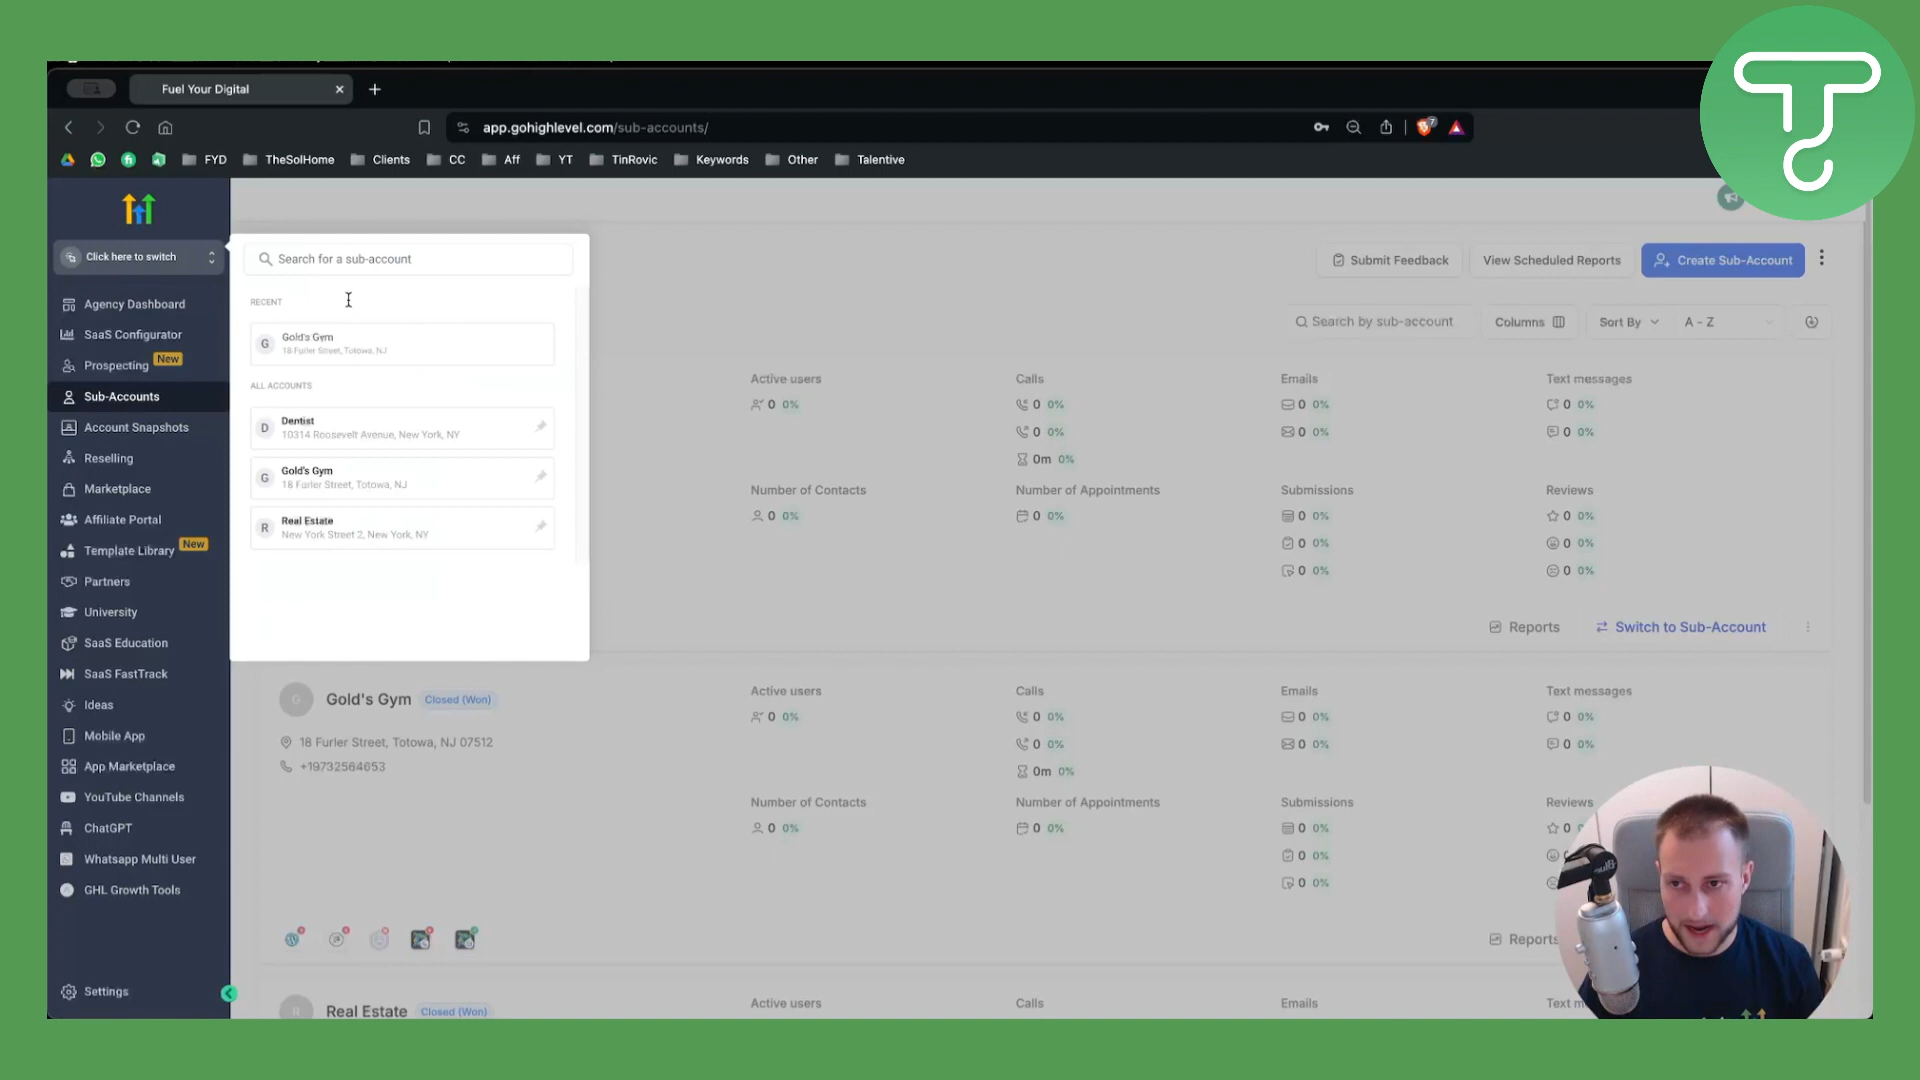 Fuel Your Digital
app.gohighlevel.com/sub-accounts/
7
FYD TheSolHome Clients CC Aff YT TinRovic Keywords Other Talentive
Click here to switch
Agency Dashboard
SaaS Configurator
Prospecting New
Sub-Accounts
Account Snapshots
Reselling
Marketplace
Affiliate Portal
Template Library New
Partners
University
SaaS Education
SaaS FastTrack
Ideas
Mobile App
App Marketplace
YouTube Channels
ChatGPT
Whatsapp Multi User
GHL Growth Tools
Settings
Search for a sub-account
RECENT
G Gold's Gym
18 Furler Street, Totowa, NJ
ALL ACCOUNTS
D Dentist
10314 Roosevelt Avenue, New York, NY
G Gold's Gym
18 Furler Street, Totowa, NJ
R Real Estate
New York Street 2, New York, NY
Submit Feedback View Scheduled Reports Create Sub-Account
Search by sub-account Columns Sort By A - Z
Active users Calls Emails Text messages
0 0% 0 0% 0 0% 0 0%
0 0% 0 0% 0 0%
0m 0%
Number of Contacts Number of Appointments Submissions Reviews
0 0% 0 0% 0 0% 0 0%
0 0% 0 0%
0 0% 0 0%
Reports Switch to Sub-Account
G Gold's Gym Closed (Won)
18 Furler Street, Totowa, NJ 07512
+19732564653
Active users Calls Emails Text messages
0 0% 0 0% 0 0% 0 0%
0 0% 0 0% 0 0%
0m 0%
Number of Contacts Number of Appointments Submissions Reviews
0 0% 0 0% 0 0% 0
0 0%
0 0%
Reports
R Real Estate Closed (Won)
Active users Calls Emails Text m